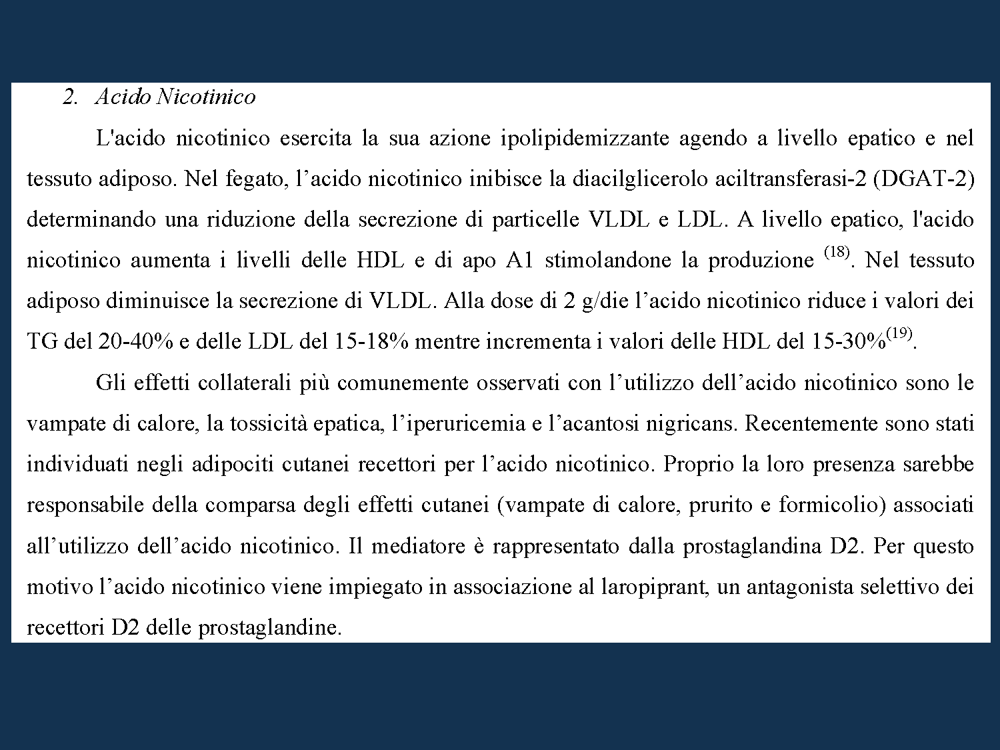 2. Acido Nicotinico
L'acido nicotinico esercita la sua azione ipolipidemizzante agendo a livello epatico e nel
tessuto adiposo. Nel fegato, l’acido nicotinico inibisce la diacilglicerolo aciltransferasi-2 (DGAT-2)
determinando una riduzione della secrezione di particelle VLDL e LDL. A livello epatico, l'acido
nicotinico aumenta i livelli delle HDL e di apo A1 stimolandone la produzione (18). Nel tessuto
adiposo diminuisce la secrezione di VLDL. Alla dose di 2 g/die l’acido nicotinico riduce i valori dei
TG del 20-40% e delle LDL del 15-18% mentre incrementa i valori delle HDL del 15-30%(19).
Gli effetti collaterali più comunemente osservati con l’utilizzo dell’acido nicotinico sono le
vampate di calore, la tossicità epatica, l’iperuricemia e l’acantosi nigricans. Recentemente sono stati
individuati negli adipociti cutanei recettori per l’acido nicotinico. Proprio la loro presenza sarebbe
responsabile della comparsa degli effetti cutanei (vampate di calore, prurito e formicolio) associati
all’utilizzo dell’acido nicotinico. Il mediatore è rappresentato dalla prostaglandina D2. Per questo
motivo l’acido nicotinico viene impiegato in associazione al laropiprant, un antagonista selettivo dei
recettori D2 delle prostaglandine.